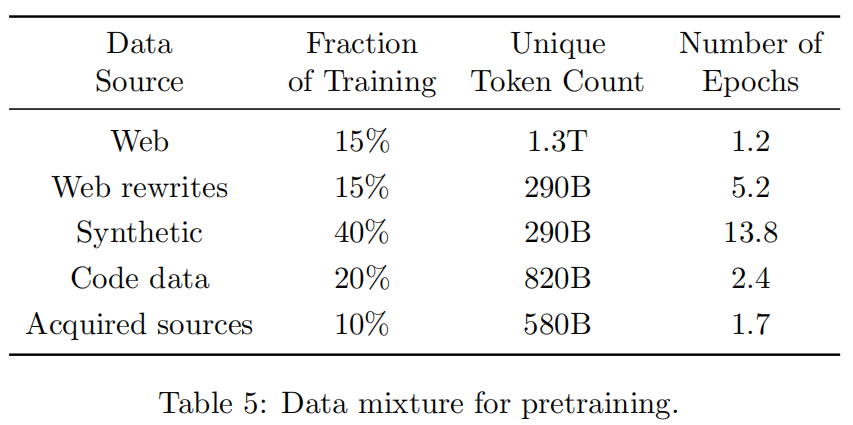 Data Source Fraction of Training Unique Token Count Number of Epochs
Web 15% 1.3T 1.2
Web rewrites 15% 290B 5.2
Synthetic 40% 290B 13.8
Code data 20% 820B 2.4
Acquired sources 10% 580B 1.7
Table 5: Data mixture for pretraining.